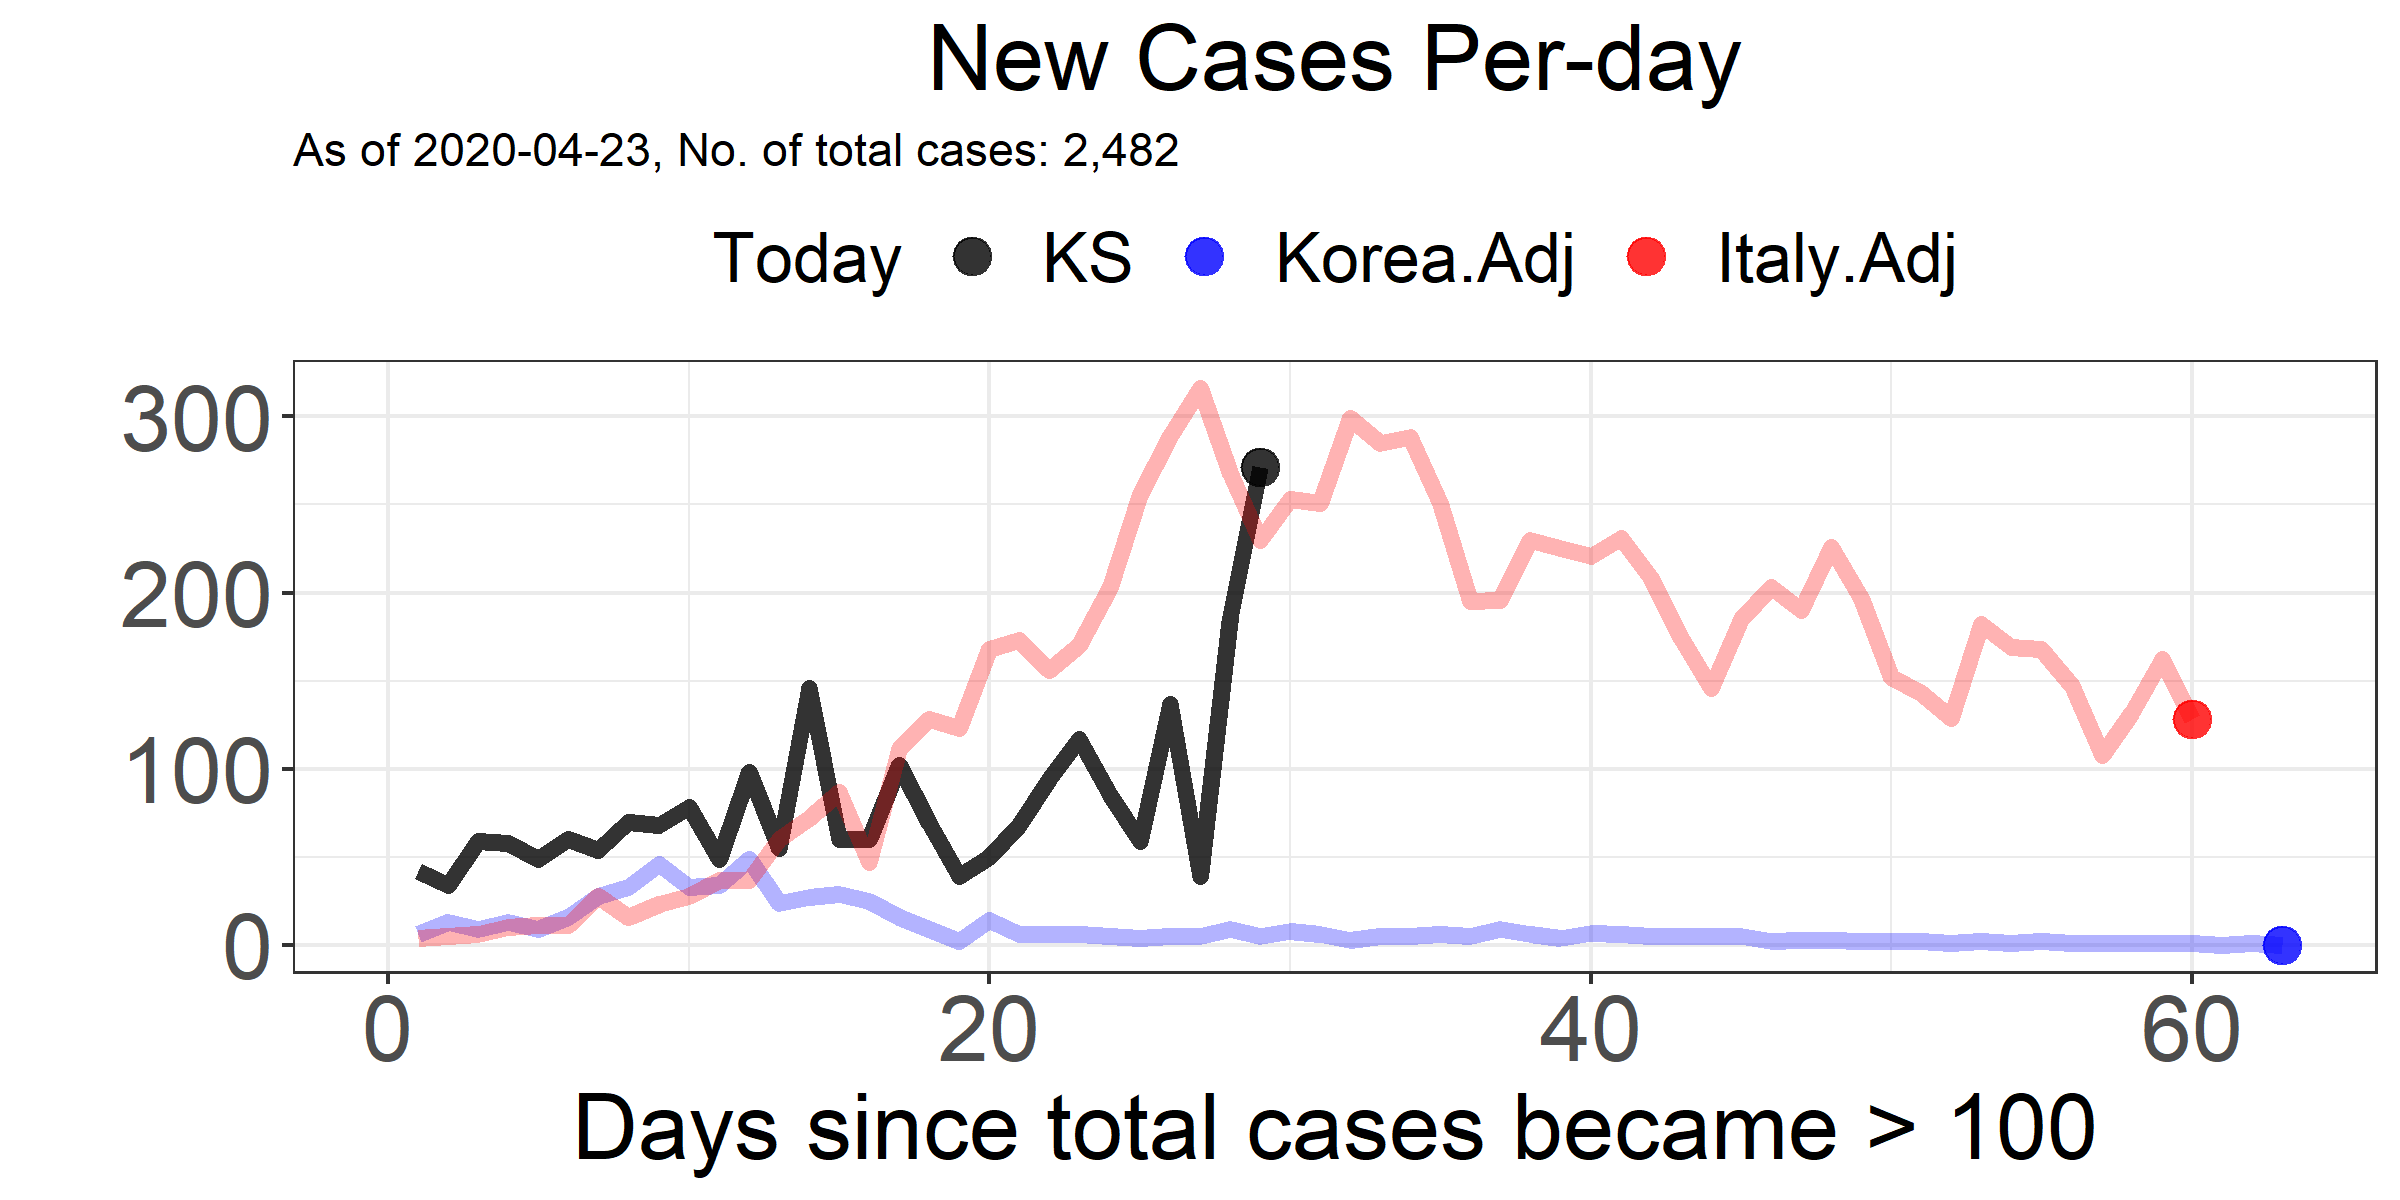 New Cases Per-day
As of 2020-04-23, No. of total cases: 2,482
Today KS Korea.Adj Italy.Adj
300
200
100
0
0 20 40 60
Days since total cases became > 100